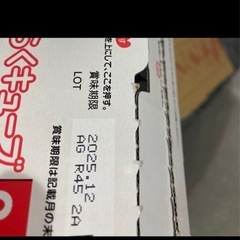 を上にして、ここを押す。
賞味期限
LOT
2025.12
AG R45 2A
賞味期限は記載月の末
くキューブ